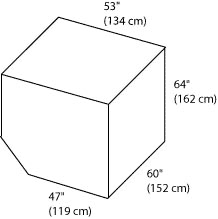 53"
(134 cm)
64"
(162 cm)
60"
(152 cm)
47"
(119 cm)